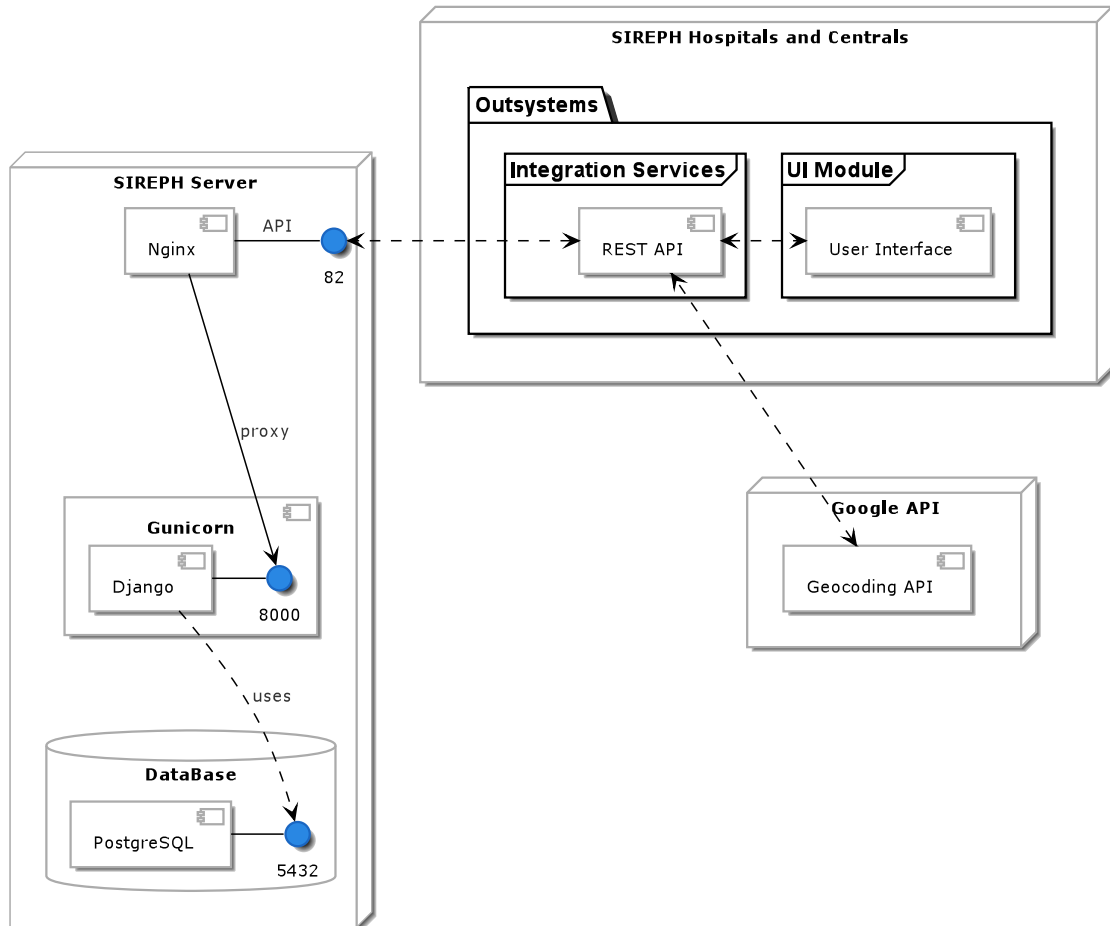 SIREPH Hospitals and Centrals
Outsystems
Integration Services
UI Module
REST API
User Interface
SIREPH Server
Nginx
API
82
proxy
Gunicorn
Django
8000
uses
DataBase
PostgreSQL
5432
Google API
Geocoding API